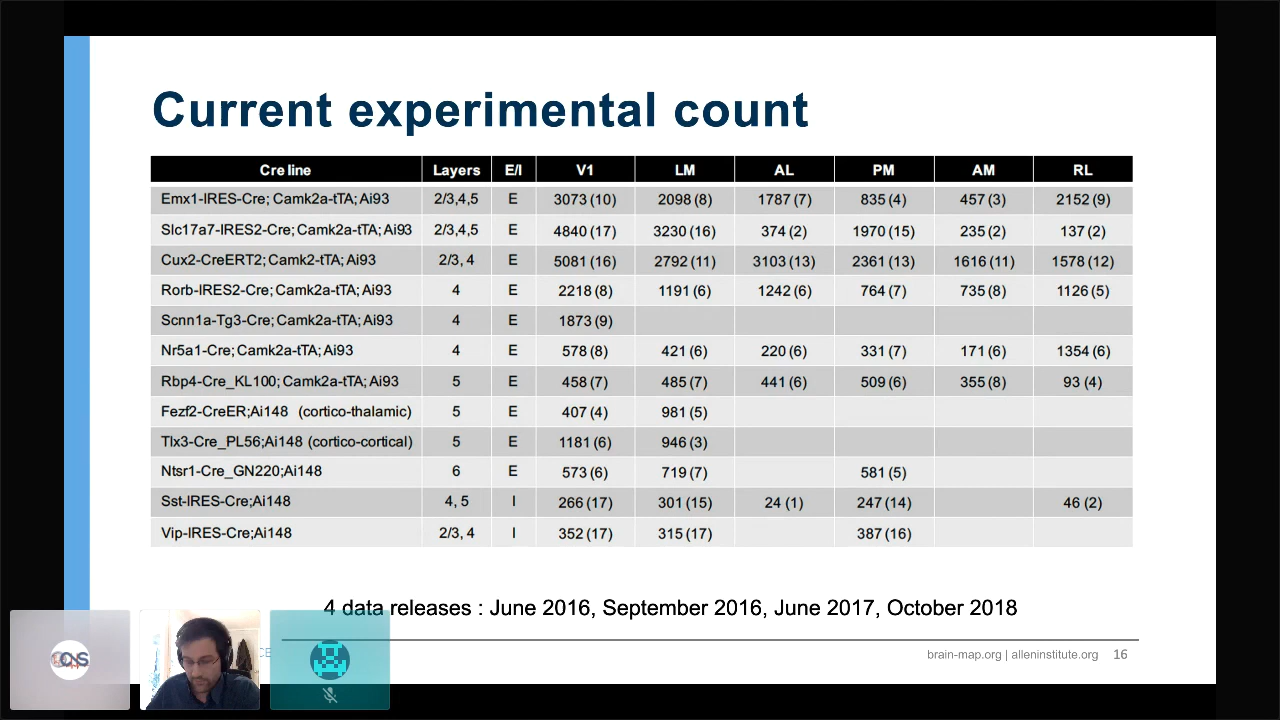 Current experimental count
Cre line Layers E/I V1 LM AL PM AM RL
Emx1-IRES-Cre; Camk2a-tTA; Ai93 2/3,4,5 E 3073 (10) 2098 (8) 1787 (7) 835 (4) 457 (3) 2152 (9)
Slc17a7-IRES2-Cre; Camk2a-tTA; Ai93 2/3,4,5 E 4840 (17) 3230 (16) 374 (2) 1970 (15) 235 (2) 137 (2)
Cux2-CreERT2; Camk2-tTA; Ai93 2/3, 4 E 5081 (16) 2792 (11) 3103 (13) 2361 (13) 1616 (11) 1578 (12)
Rorb-IRES2-Cre; Camk2a-tTA; Ai93 4 E 2218 (8) 1191 (6) 1242 (6) 764 (7) 735 (8) 1126 (5)
Scnn1a-Tg3-Cre; Camk2a-tTA; Ai93 4 E 1873 (9)
Nr5a1-Cre; Camk2a-tTA; Ai93 4 E 578 (8) 421 (6) 220 (6) 331 (7) 171 (6) 1354 (6)
Rbp4-Cre_KL100; Camk2a-tTA; Ai93 5 E 458 (7) 485 (7) 441 (6) 509 (6) 355 (8) 93 (4)
Fezf2-CreER;Ai148 (cortico-thalamic) 5 E 407 (4) 981 (5)
Tlx3-Cre_PL56;Ai148 (cortico-cortical) 5 E 1181 (6) 946 (3)
Ntsr1-Cre_GN220;Ai148 6 E 573 (6) 719 (7) 581 (5)
Sst-IRES-Cre;Ai148 4, 5 I 266 (17) 301 (15) 24 (1) 247 (14) 46 (2)
Vip-IRES-Cre;Ai148 2/3, 4 I 352 (17) 315 (17) 387 (16)
4 data releases : June 2016, September 2016, June 2017, October 2018
brain-map.org | alleninstitute.org 16